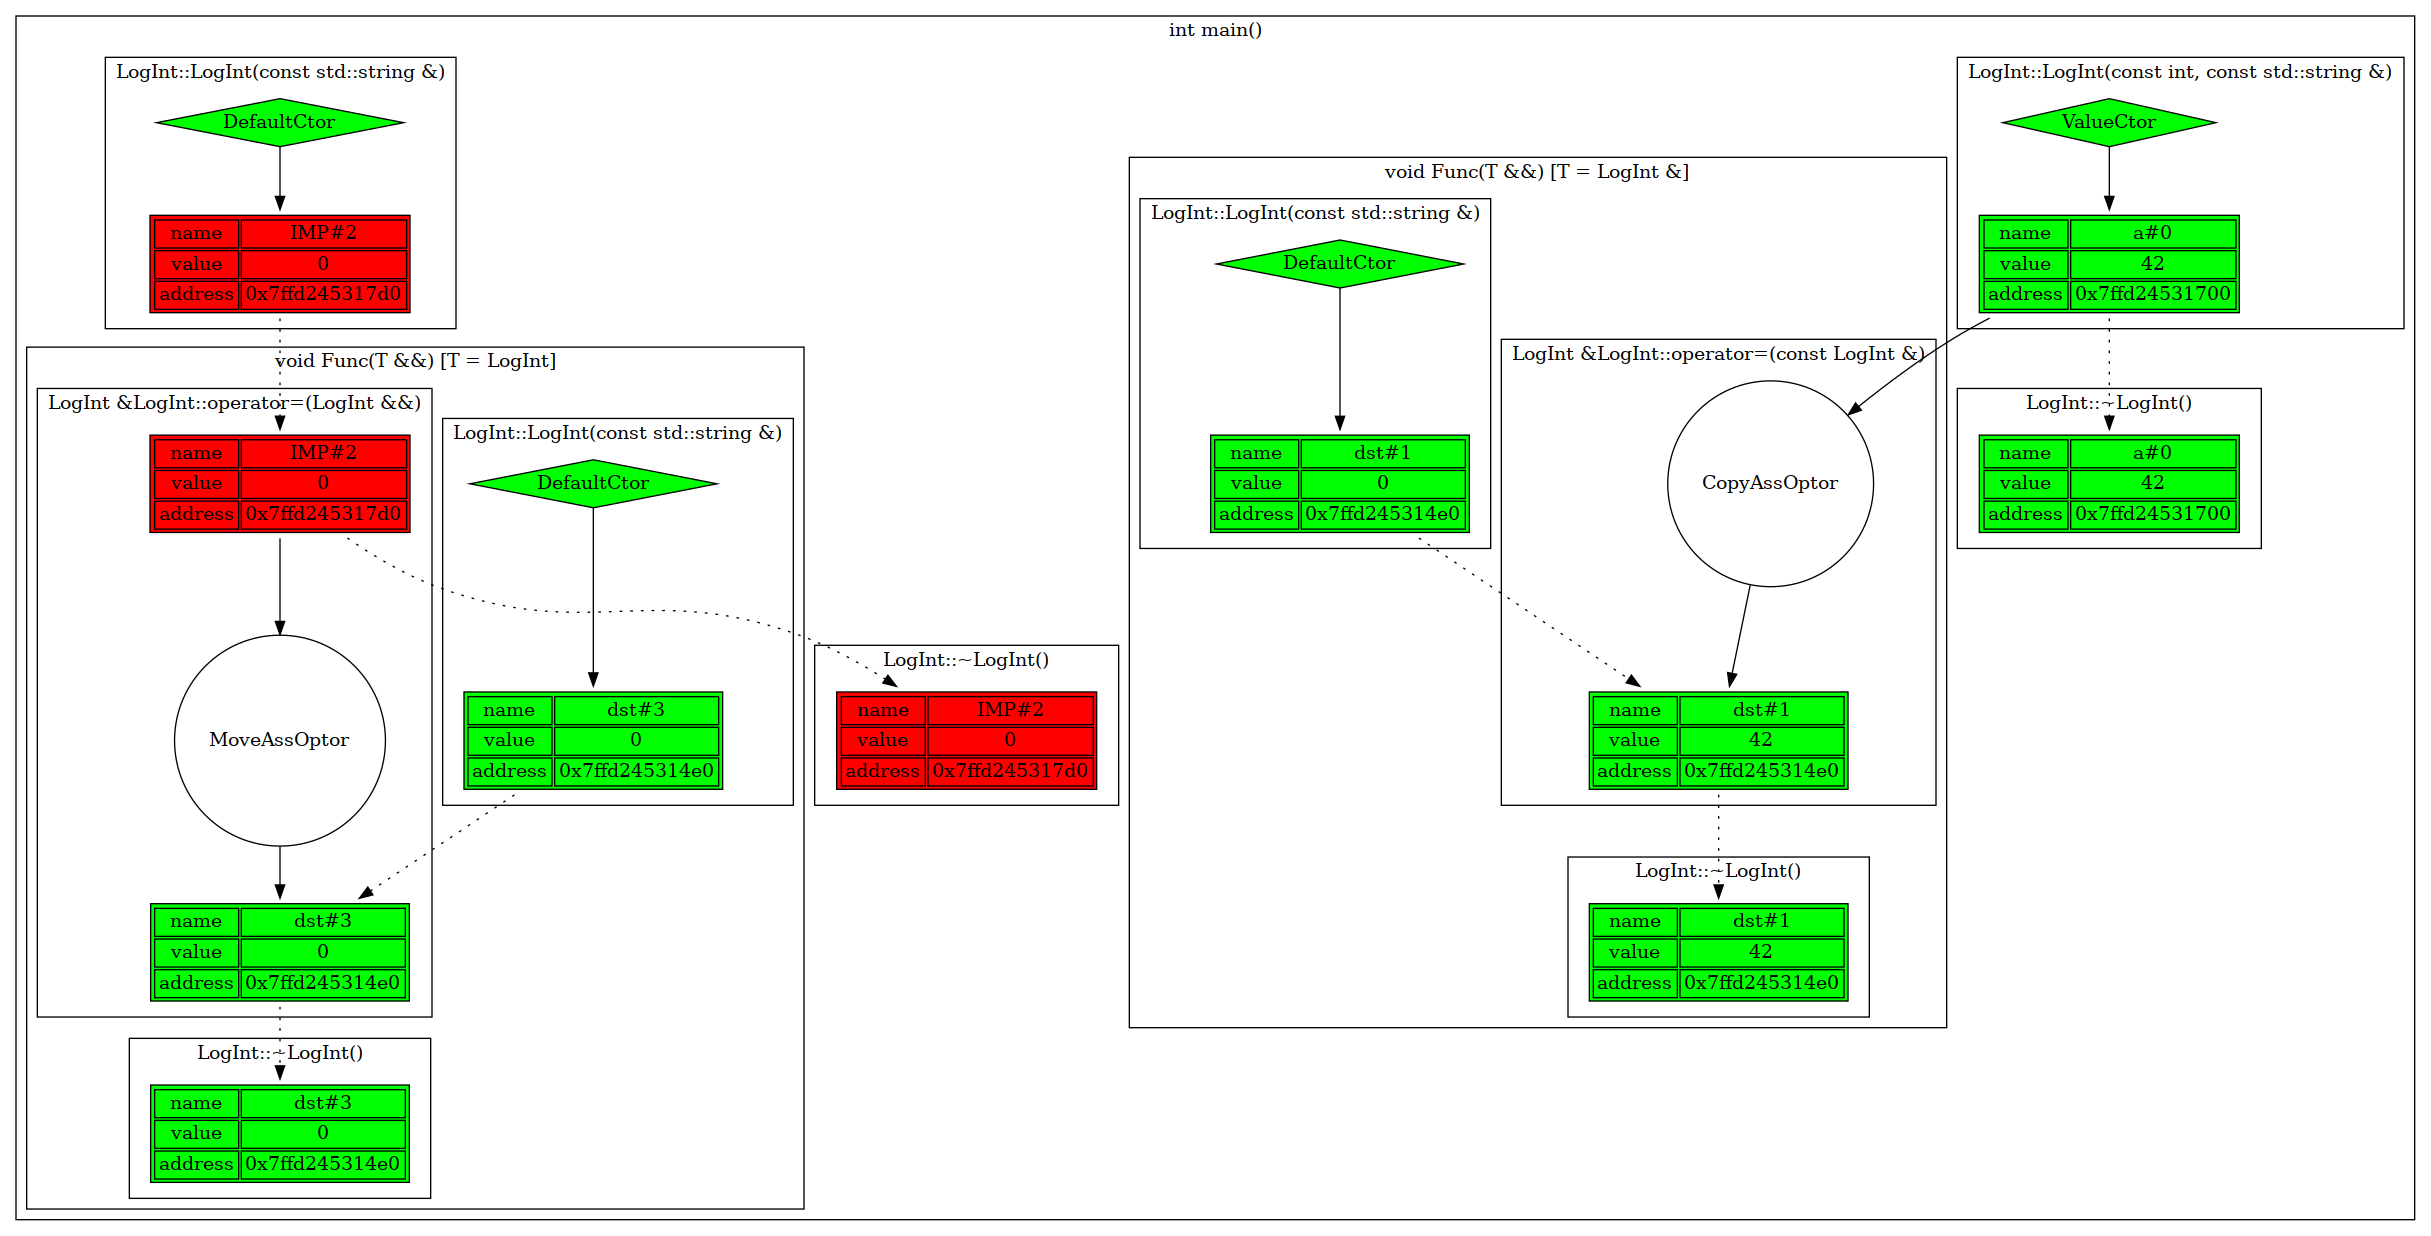 int main()
LogInt::LogInt(const std::string &)
DefaultCtor
name IMP#2
value 0
address 0x7ffd245317d0
void Func(T &&) [T = LogInt]
LogInt &LogInt::operator=(LogInt &&)
name IMP#2
value 0
address 0x7ffd245317d0
MoveAssOptor
name dst#3
value 0
address 0x7ffd245314e0
LogInt::LogInt(const std::string &)
DefaultCtor
name dst#3
value 0
address 0x7ffd245314e0
LogInt::~LogInt()
name dst#3
value 0
address 0x7ffd245314e0
LogInt::~LogInt()
name IMP#2
value 0
address 0x7ffd245317d0
void Func(T &&) [T = LogInt &]
LogInt::LogInt(const std::string &)
DefaultCtor
name dst#1
value 0
address 0x7ffd245314e0
LogInt &LogInt::operator=(const LogInt &)
CopyAssOptor
name dst#1
value 42
address 0x7ffd245314e0
LogInt::~LogInt()
name dst#1
value 42
address 0x7ffd245314e0
LogInt::LogInt(const int, const std::string &)
ValueCtor
name a#0
value 42
address 0x7ffd24531700
LogInt::~LogInt()
name a#0
value 42
address 0x7ffd24531700